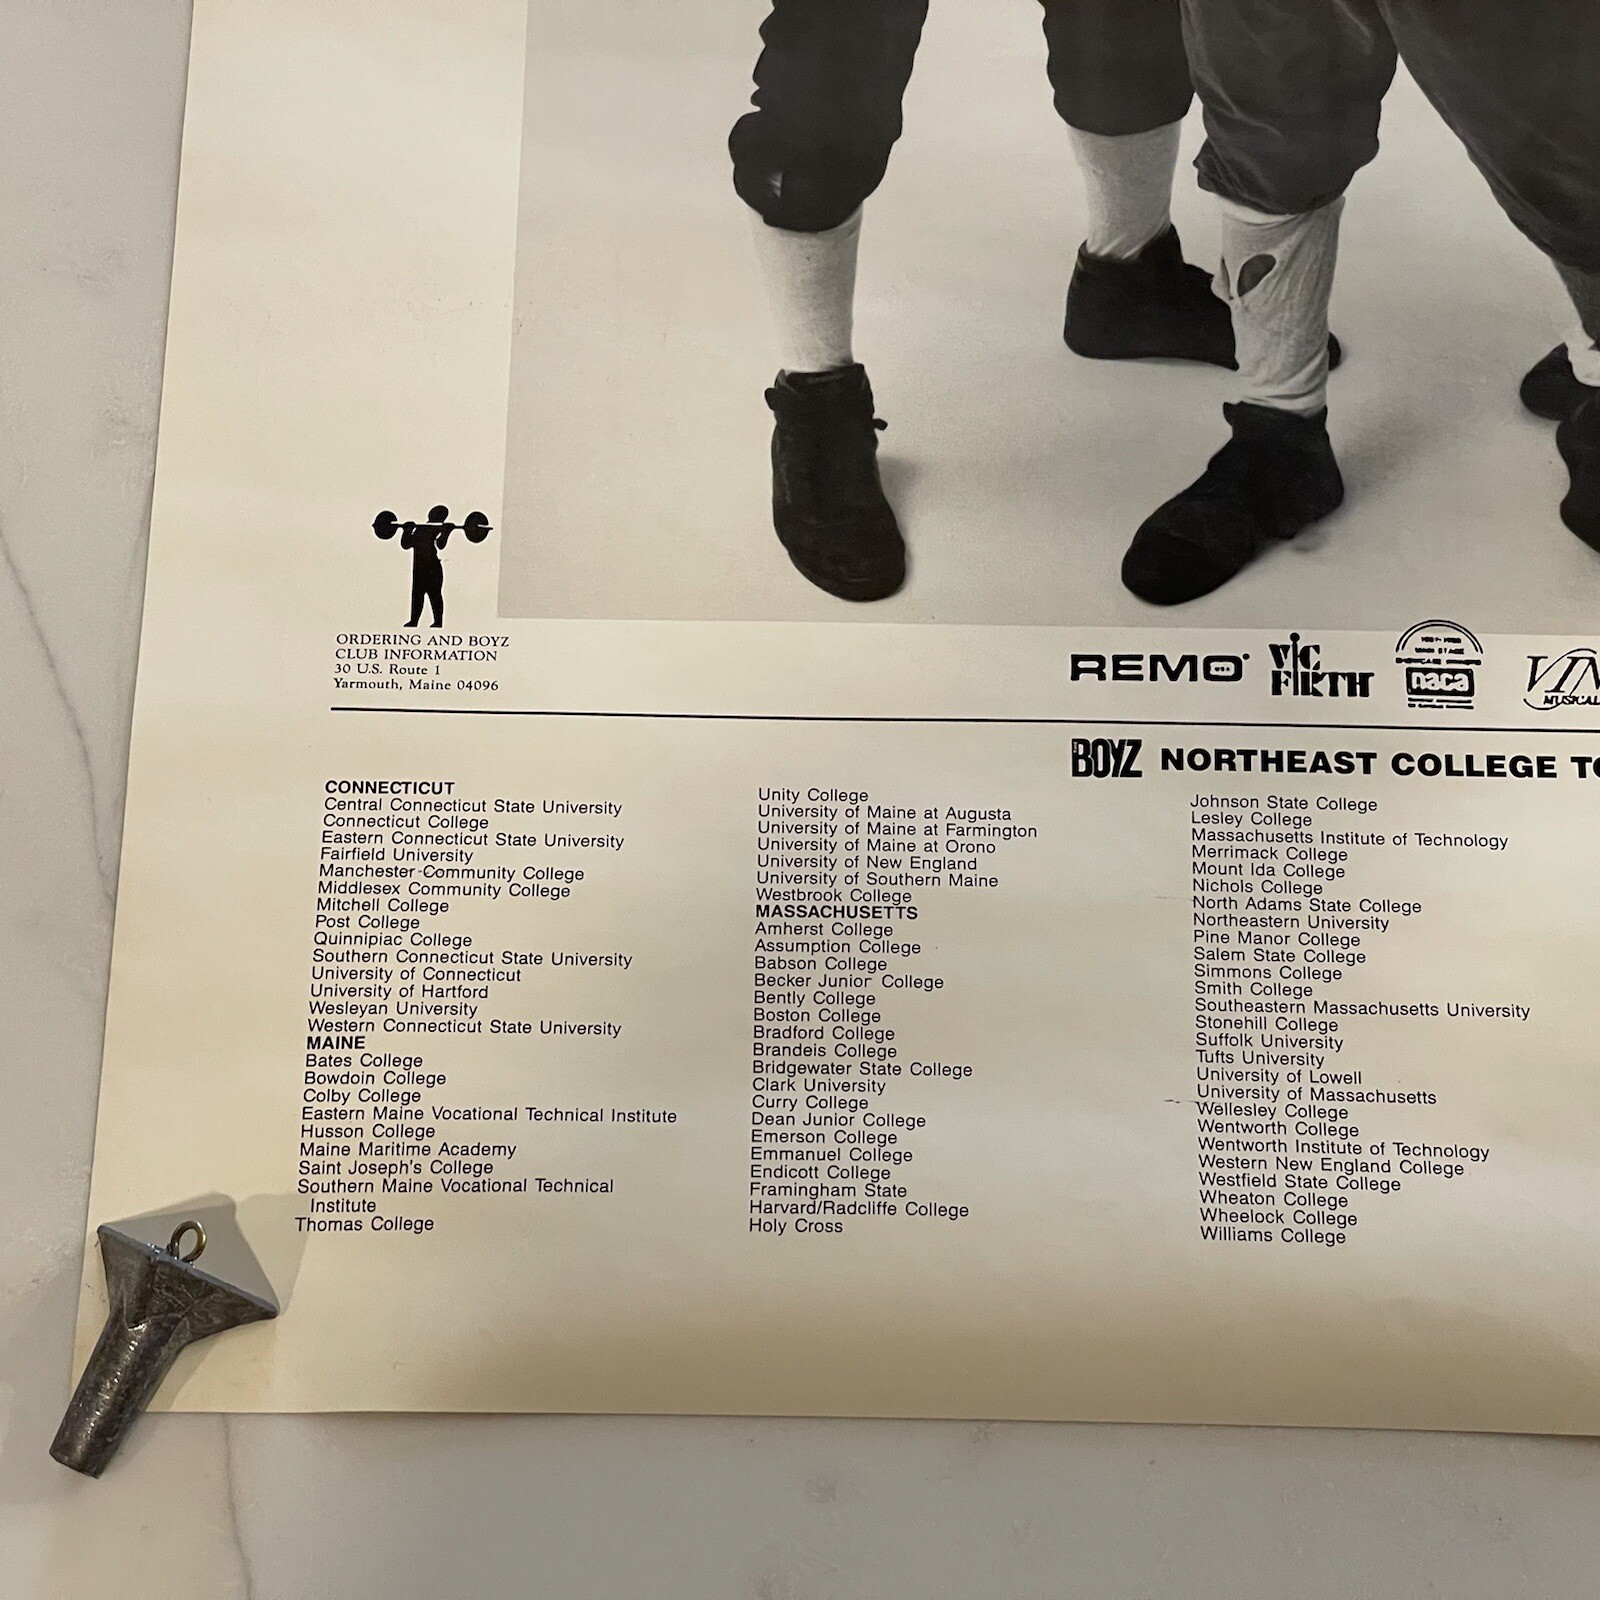 ORDERING AND BOYZ
CLUB INFORMATION
30 U.S. Route 1
Yarmouth, Maine 04096
REMO
USA
VIC
FIRTH
naca
VIN
MUSICAL
THE
BOYZ NORTHEAST COLLEGE TO
CONNECTICUT
Central Connecticut State University
Connecticut College
Eastern Connecticut State University
Fairfield University
Manchester Community College
Middlesex Community College
Mitchell College
Post College
Quinnipiac College
Southern Connecticut State University
University of Connecticut
University of Hartford
Wesleyan University
Western Connecticut State University
MAINE
Bates College
Bowdoin College
Colby College
Eastern Maine Vocational Technical Institute
Husson College
Maine Maritime Academy
Saint Joseph's College
Southern Maine Vocational Technical
Institute
Thomas College
Unity College
University of Maine at Augusta
University of Maine at Farmington
University of Maine at Orono
University of New England
University of Southern Maine
Westbrook College
MASSACHUSETTS
Amherst College
Assumption College
Babson College
Becker Junior College
Bently College
Boston College
Bradford College
Brandeis College
Bridgewater State College
Clark University
Curry College
Dean Junior College
Emerson College
Emmanuel College
Endicott College
Framingham State
Harvard/Radcliffe College
Holy Cross
Johnson State College
Lesley College
Massachusetts Institute of Technology
Merrimack College
Mount Ida College
Nichols College
North Adams State College
Northeastern University
Pine Manor College
Salem State College
Simmons College
Smith College
Southeastern Massachusetts University
Stonehill College
Suffolk University
Tufts University
University of Lowell
University of Massachusetts
Wellesley College
Wentworth College
Wentworth Institute of Technology
Western New England College
Westfield State College
Wheaton College
Wheelock College
Williams College